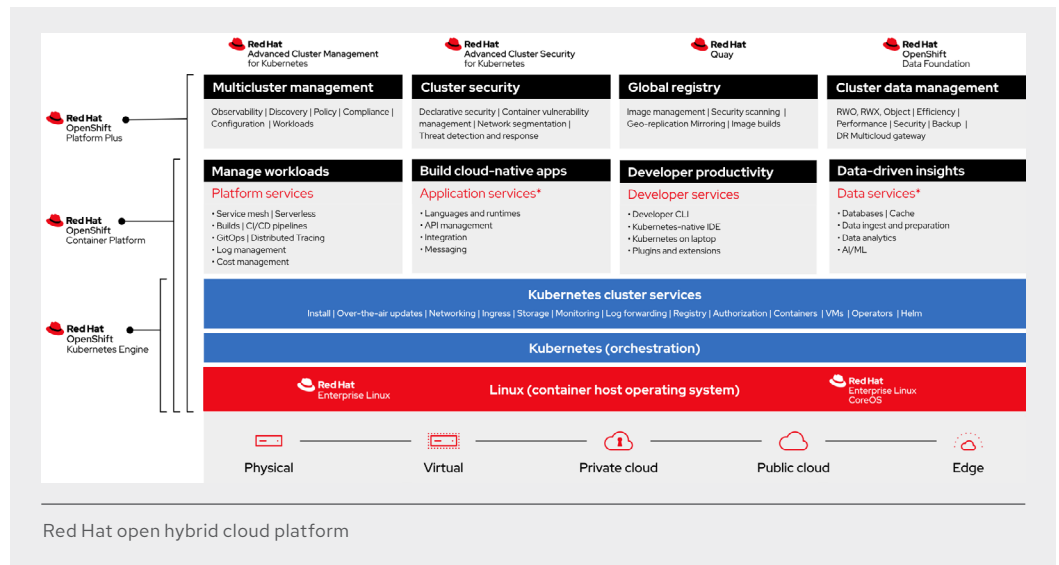 Red Hat
Advanced Cluster Management
for Kubernetes
Red Hat
Advanced Cluster Security
for Kubernetes
Red Hat
Quay
Red Hat
OpenShift
Data Foundation
Red Hat
OpenShift
Platform Plus
Multicluster management
Observability | Discovery | Policy | Compliance |
Configuration | Workloads
Cluster security
Declarative security | Container vulnerability
management | Network segmentation |
Threat detection and response
Global registry
Image management | Security scanning |
Geo-replication Mirroring | Image builds
Cluster data management
RWO, RWX, Object | Efficiency |
Performance | Security | Backup |
DR Multicloud gateway
Red Hat
OpenShift
Container Platform
Manage workloads
Platform services
• Service mesh | Serverless
• Builds | CI/CD pipelines
• GitOps | Distributed Tracing
• Log management
• Cost management
Build cloud-native apps
Application services*
• Languages and runtimes
• API management
• Integration
• Messaging
Developer productivity
Developer services
• Developer CLI
• Kubernetes-native IDE
• Kubernetes on laptop
• Plugins and extensions
Data-driven insights
Data services*
• Databases | Cache
• Data ingest and preparation
• Data analytics
• AI/ML
Red Hat
OpenShift
Kubernetes Engine
Kubernetes cluster services
Install | Over-the-air updates | Networking | Ingress | Storage | Monitoring | Log forwarding | Registry | Authorization | Containers | VMs | Operators | Helm
Kubernetes (orchestration)
Red Hat
Enterprise Linux
Linux (container host operating system)
Red Hat
Enterprise Linux
CoreOS
Physical
Virtual
Private cloud
Public cloud
Edge
Red Hat open hybrid cloud platform